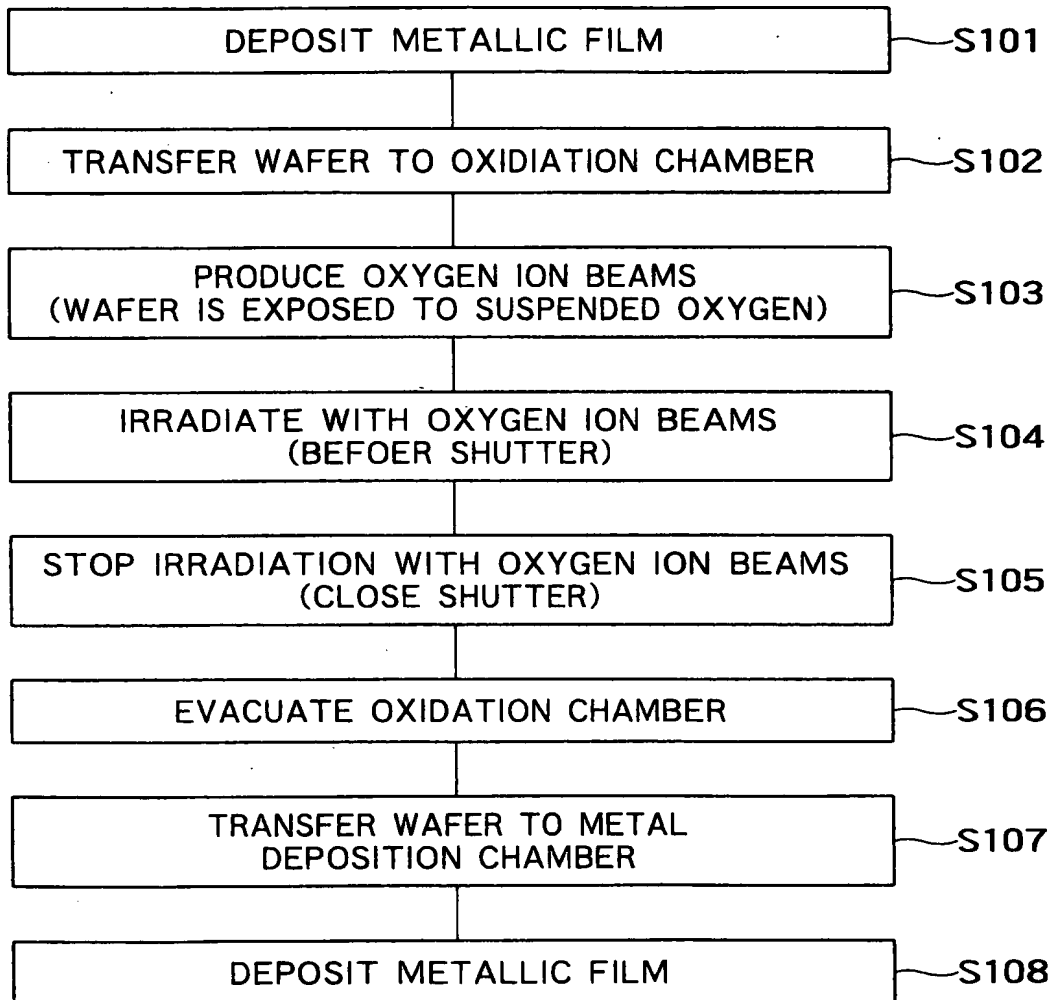 DEPOSIT METALLIC FILM
S101
TRANSFER WAFER TO OXIDIATION CHAMBER
S102
PRODUCE OXYGEN ION BEAMS
(WAFER IS EXPOSED TO SUSPENDED OXYGEN)
S103
IRRADIATE WITH OXYGEN ION BEAMS
(BEFOER SHUTTER)
S104
STOP IRRADIATION WITH OXYGEN ION BEAMS
(CLOSE SHUTTER)
S105
EVACUATE OXIDATION CHAMBER
S106
TRANSFER WAFER TO METAL
DEPOSITION CHAMBER
S107
DEPOSIT METALLIC FILM
S108